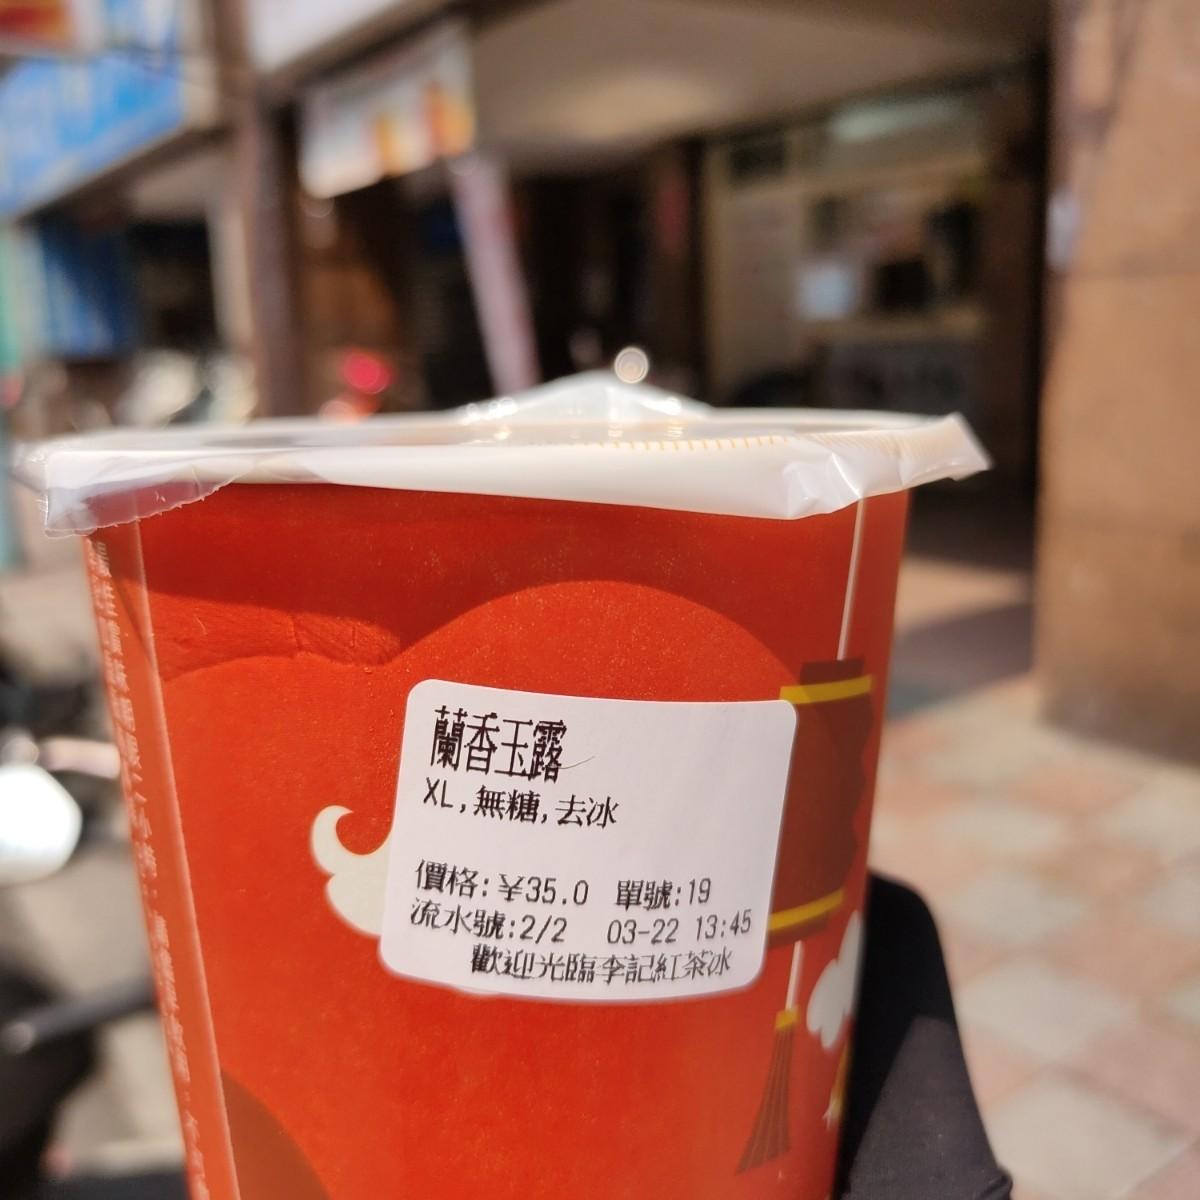 蘭香玉露
XL,無糖,去冰
價格:¥35.0 單號:19
流水號:2/2 03-22 13:45
歡迎光臨李記紅茶冰